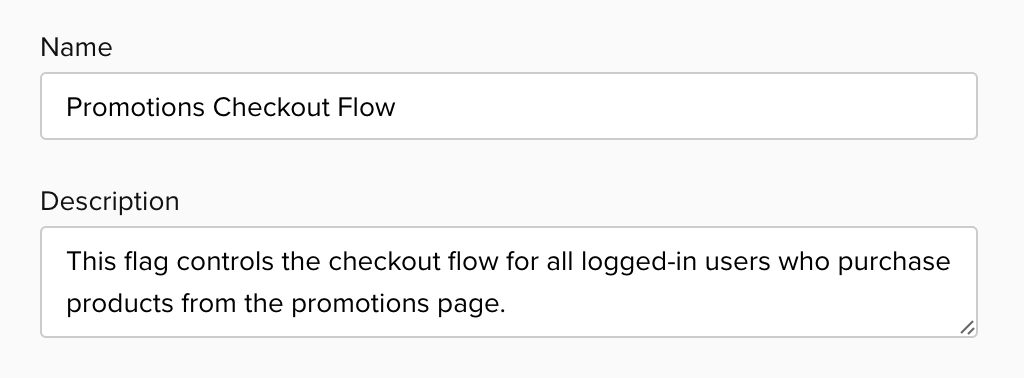 Name
Promotions Checkout Flow
Description
This flag controls the checkout flow for all logged-in users who purchase
products from the promotions page.